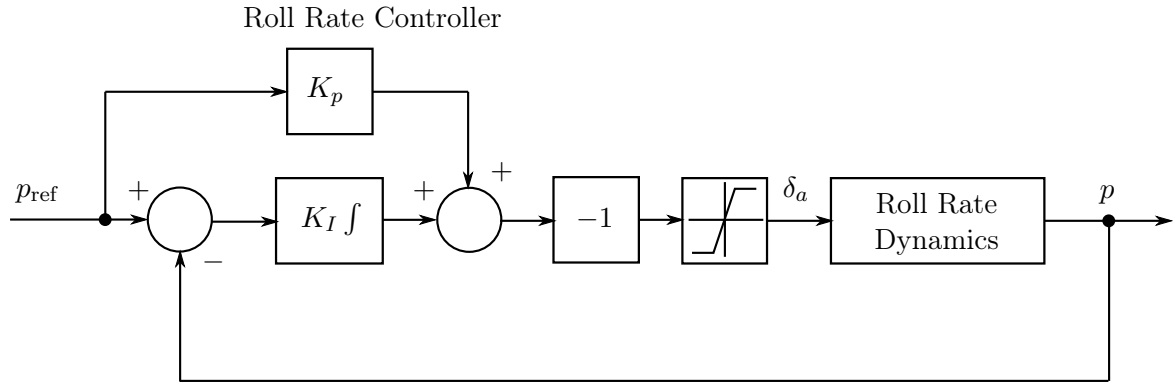 Roll Rate Controller
K_p
p_ref
+
−
K_I ∫
+
+
−1
δ_a
Roll Rate
Dynamics
p